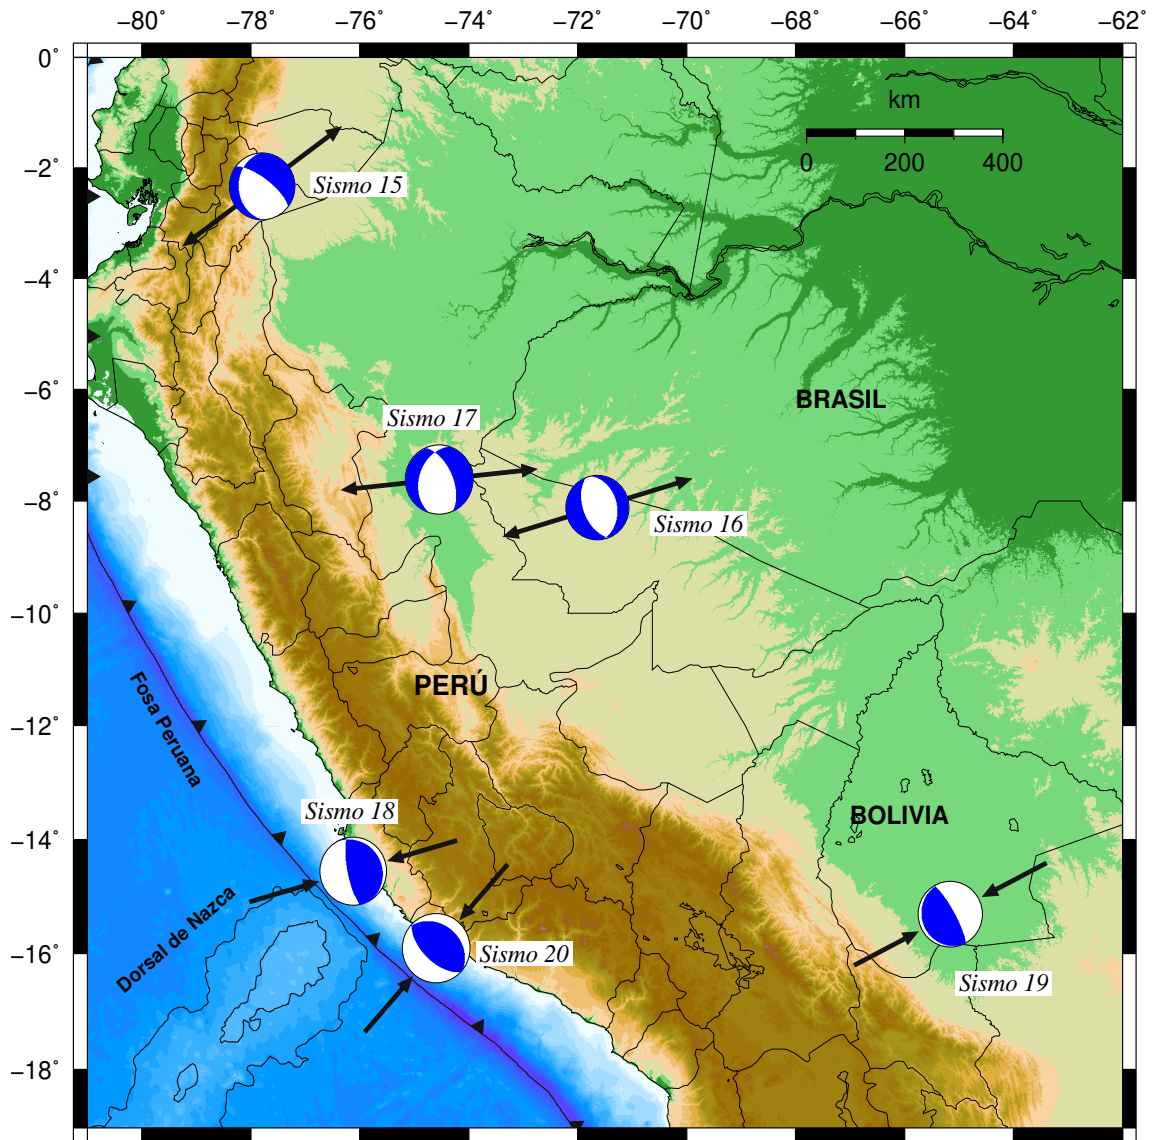 −80° −78° −76° −74° −72° −70° −68° −66° −64° −62°
0°
km
0 200 400
−2°
Sismo 15
−4°
−6°
BRASIL
Sismo 17
−8°
Sismo 16
−10°
PERÚ
Fosa Peruana
−12°
Sismo 18
BOLIVIA
−14°
Dorsal de Nazca
−16°
Sismo 20
Sismo 19
−18°